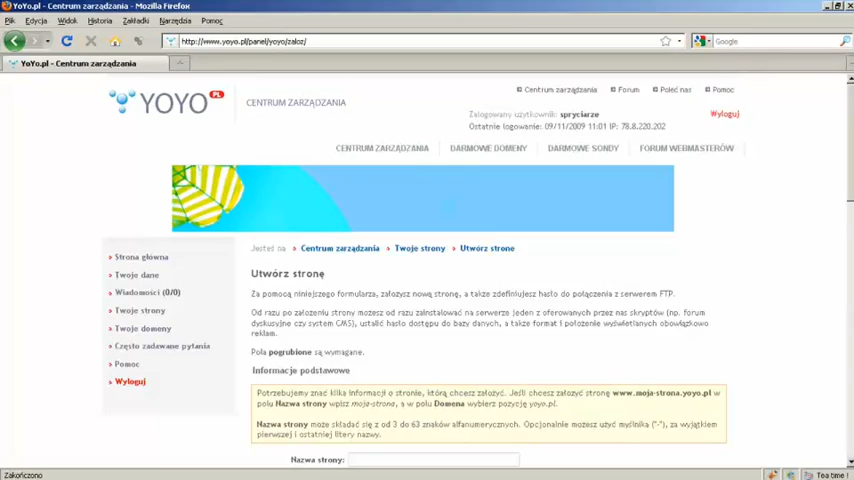 YoYo.pl - Centrum zarządzania - Mozilla Firefox
Plik Edycja Widok Historia Zakładki Narzędzia Pomoc
http://www.yoyo.pl/panel/yoyo/zaloz/
Google
YoYo.pl - Centrum zarządzania
YOYO PL
CENTRUM ZARZĄDZANIA
Centrum zarządzania Forum Poleć nas Pomoc
Zalogowany użytkownik: spryciarze
Wyloguj
Ostatnie logowanie: 09/11/2009 11:01 IP: 78.8.220.202
CENTRUM ZARZĄDZANIA DARMOWE DOMENY DARMOWE SONDY FORUM WEBMASTERÓW
Strona główna
Twoje dane
Wiadomości (0/0)
Twoje strony
Twoje domeny
Często zadawane pytania
Pomoc
Wyloguj
Jesteś na Centrum zarządzania Twoje strony Utwórz stronę
Utwórz stronę
Za pomocą niniejszego formularza, założysz nową stronę, a także zdefiniujesz hasło do połączenia z serwerem FTP.
Od razu po założeniu strony możesz od razu zainstalować na serwerze jeden z oferowanych przez nas skryptów (np. forum
dyskusyjne czy system CMS), ustalić hasło dostępu do bazy danych, a także format i położenie wyświetlanych obowiązkowo
reklam.
Pola pogrubione są wymagane.
Informacje podstawowe
Potrzebujemy znać kilka informacji o stronie, którą chcesz założyć. Jeśli chcesz założyć stronę www.moja-strona.yoyo.pl w
polu Nazwa strony wpisz moja-strona, a w polu Domena wybierz pozycję yoyo.pl.
Nazwa strony może składać się z od 3 do 63 znaków alfanumerycznych. Opcjonalnie możesz użyć myślnika ("-"), za wyjątkiem
pierwszej i ostatniej litery nazwy.
Nazwa strony:
Zakończono
Tea time!